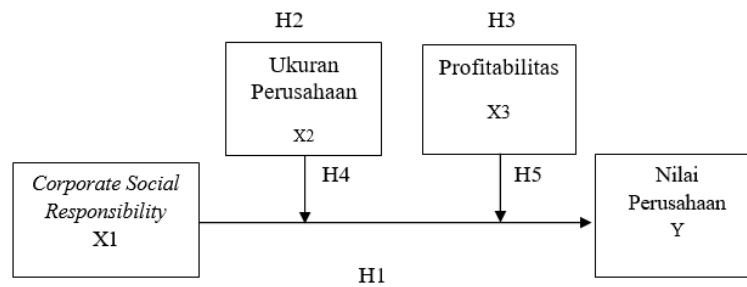 H2
H3
Ukuran
Perusahaan
X2
Profitabilitas
X3
H4
H5
Corporate Social
Responsibility
X1
Nilai
Perusahaan
Y
H1